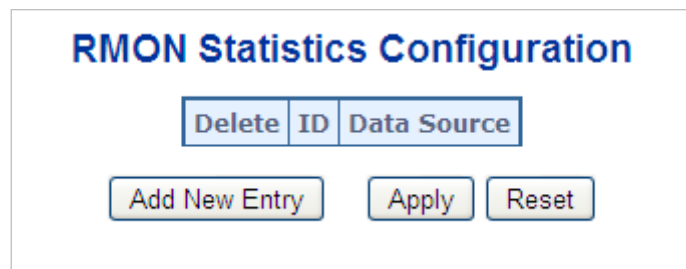 RMON Statistics Configuration
Delete ID Data Source
Add New Entry Apply Reset